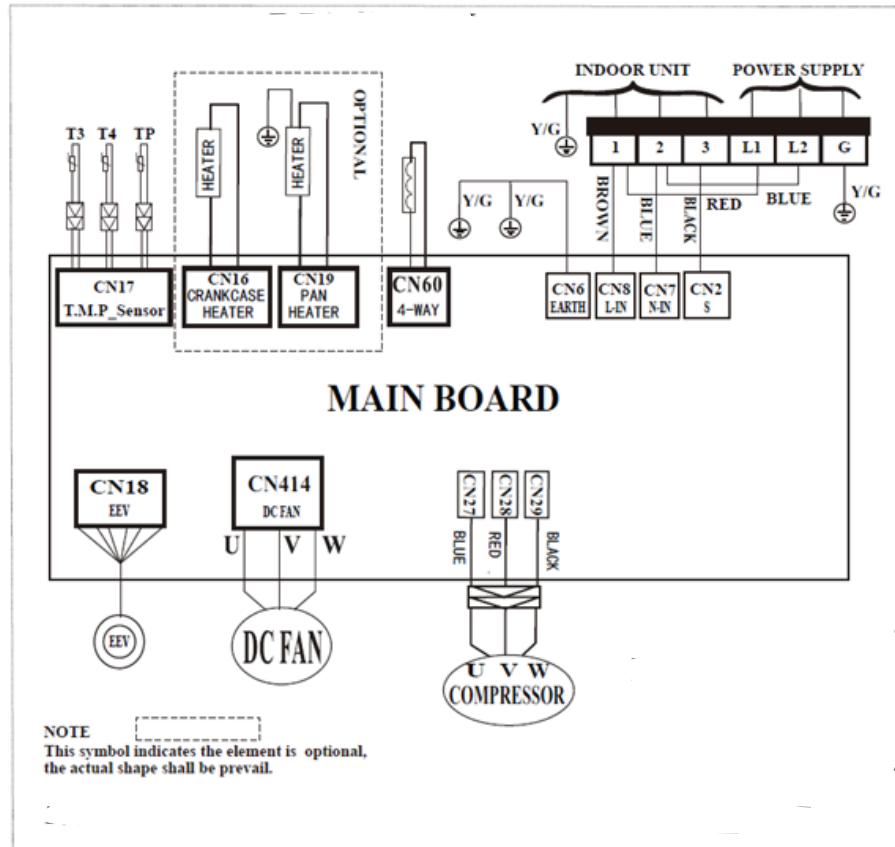 INDOOR UNIT
POWER SUPPLY
Y/G
1
2
3
L1
L2
G
Y/G
T3
T4
TP
HEATER
HEATER
OPTIONAL
Y/G
Y/G
BROWN
BLUE
BLACK
RED
BLUE
CN17
T.M.P_Sensor
CN16
CRANKCASE
HEATER
CN19
PAN
HEATER
CN60
4-WAY
CN6
EARTH
CN8
L-IN
CN7
N-IN
CN2
S
MAIN BOARD
CN18
EEV
CN414
DC FAN
U
V
W
CN27
CN28
CN29
BLUE
RED
BLACK
EEV
DC FAN
U V W
COMPRESSOR
NOTE
This symbol indicates the element is optional,
the actual shape shall be prevail.